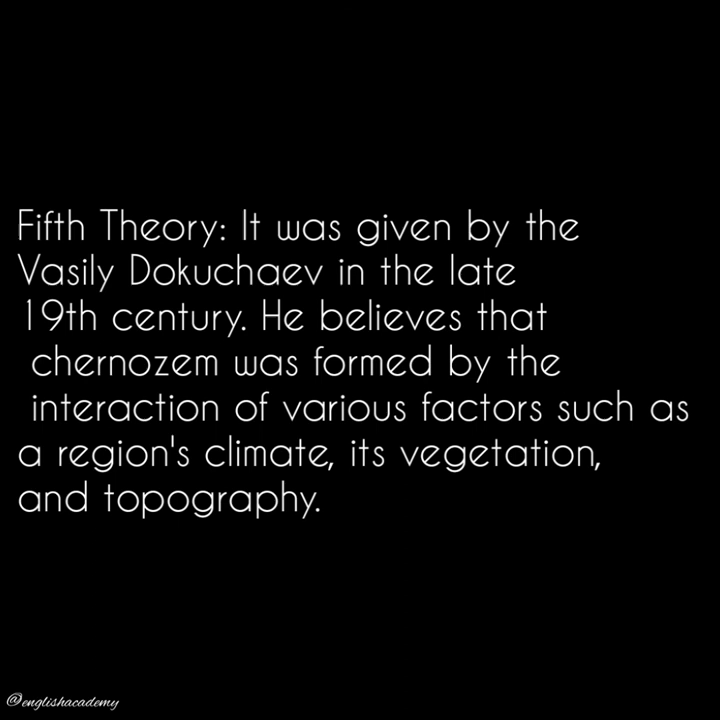 Fifth Theory: It was given by the
Vasily Dokuchaev in the late
19th century. He believes that
chernozem was formed by the
interaction of various factors such as
a region's climate, its vegetation,
and topography.
@englishacademy